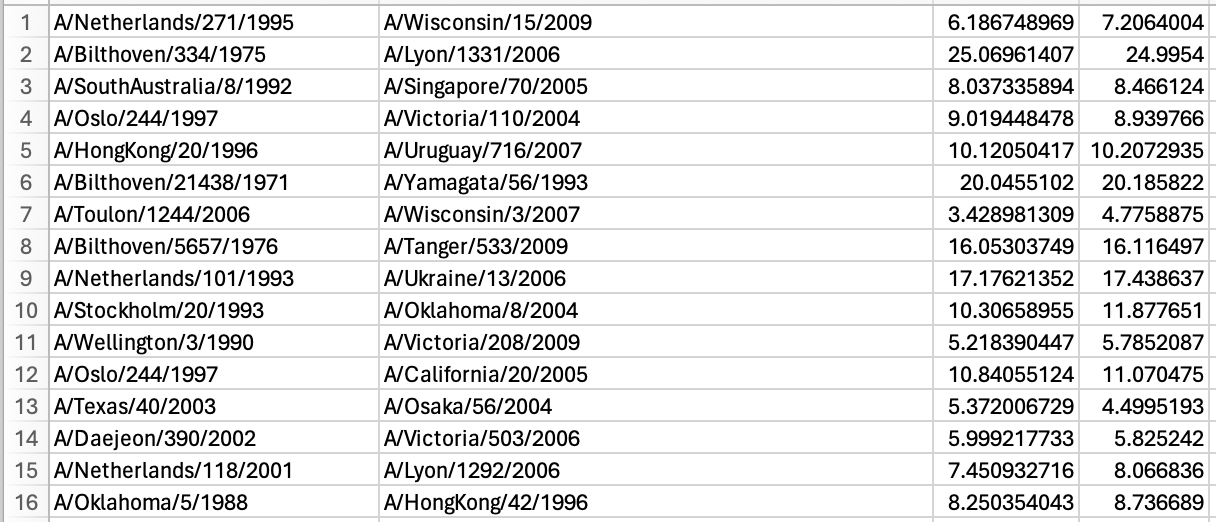 1 A/Netherlands/271/1995 A/Wisconsin/15/2009 6.186748969 7.2064004
2 A/Bilthoven/334/1975 A/Lyon/1331/2006 25.06961407 24.9954
3 A/SouthAustralia/8/1992 A/Singapore/70/2005 8.037335894 8.466124
4 A/Oslo/244/1997 A/Victoria/110/2004 9.019448478 8.939766
5 A/HongKong/20/1996 A/Uruguay/716/2007 10.12050417 10.2072935
6 A/Bilthoven/21438/1971 A/Yamagata/56/1993 20.0455102 20.185822
7 A/Toulon/1244/2006 A/Wisconsin/3/2007 3.428981309 4.7758875
8 A/Bilthoven/5657/1976 A/Tanger/533/2009 16.05303749 16.116497
9 A/Netherlands/101/1993 A/Ukraine/13/2006 17.17621352 17.438637
10 A/Stockholm/20/1993 A/Oklahoma/8/2004 10.30658955 11.877651
11 A/Wellington/3/1990 A/Victoria/208/2009 5.218390447 5.7852087
12 A/Oslo/244/1997 A/California/20/2005 10.84055124 11.070475
13 A/Texas/40/2003 A/Osaka/56/2004 5.372006729 4.4995193
14 A/Daejeon/390/2002 A/Victoria/503/2006 5.999217733 5.825242
15 A/Netherlands/118/2001 A/Lyon/1292/2006 7.450932716 8.066836
16 A/Oklahoma/5/1988 A/HongKong/42/1996 8.250354043 8.736689